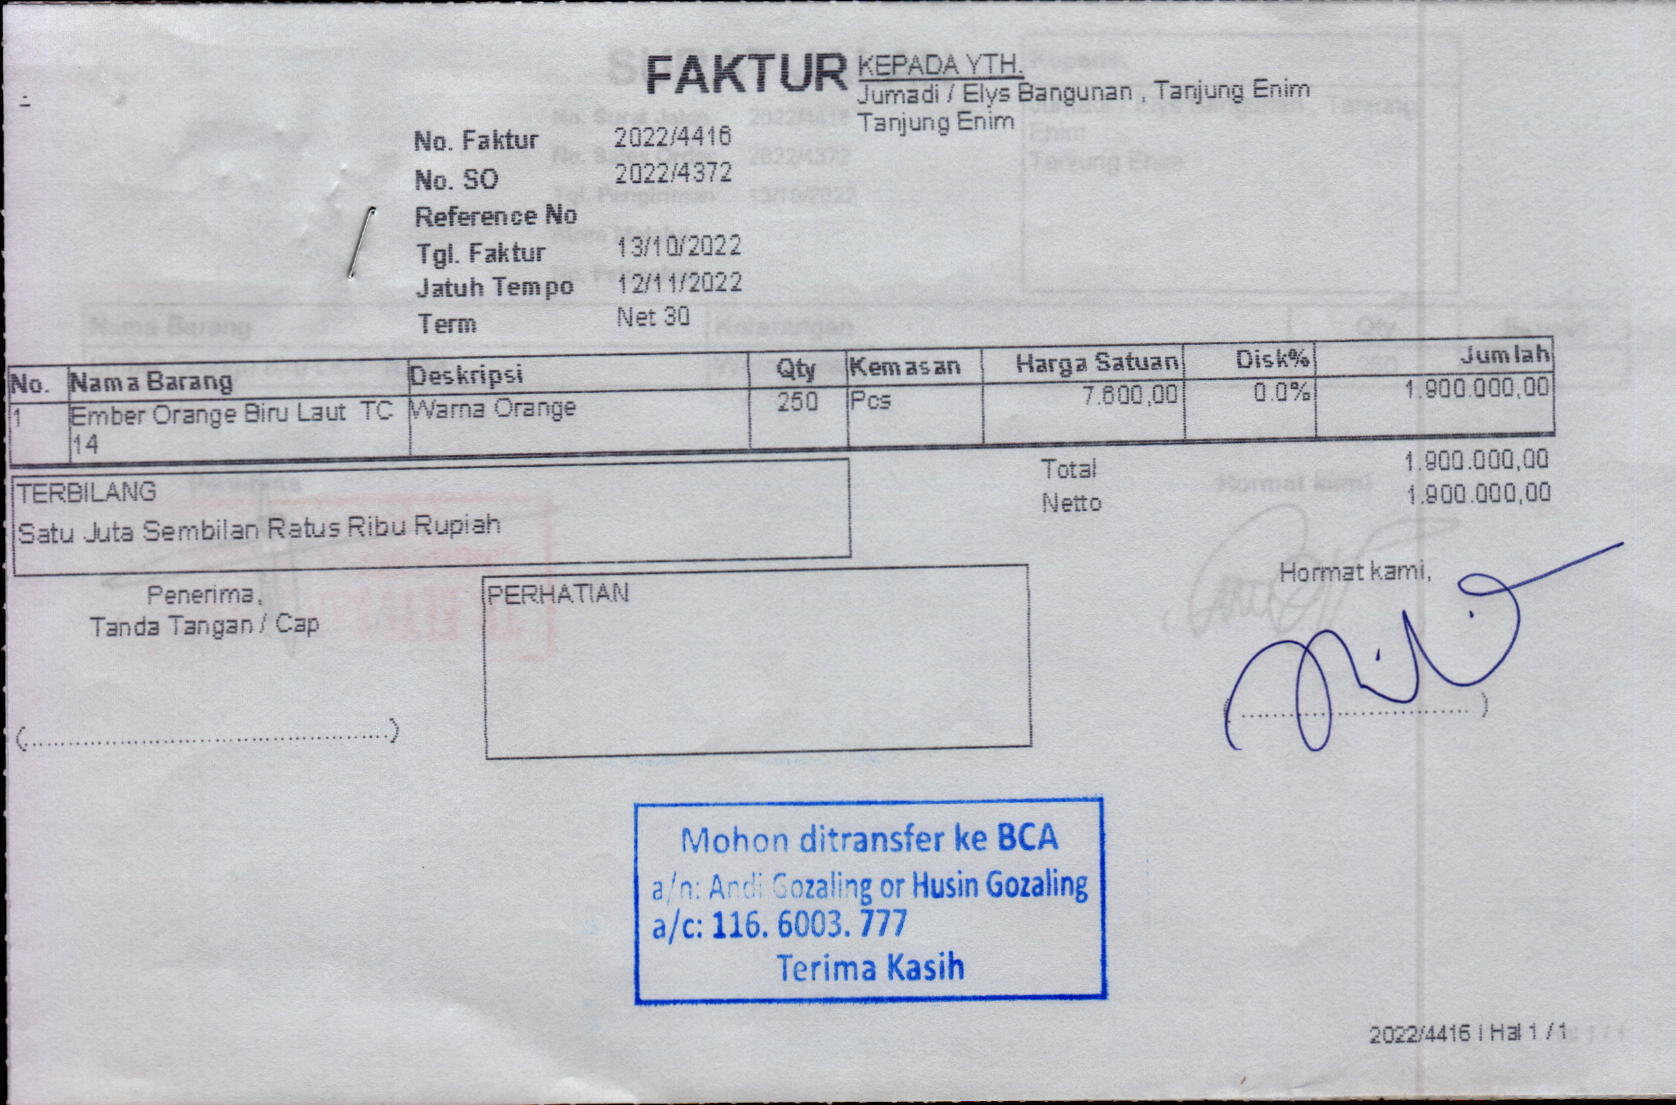 FAKTUR
KEPADA YTH.
Jumadi / Elys Bangunan , Tanjung Enim
Tanjung Enim
No. Faktur 2022/4416
No. SO 2022/4372
Reference No
Tgl. Faktur 13/10/2022
Jatuh Tempo 12/11/2022
Term Net 30
No. Nama Barang Deskripsi Qty Kemasan Harga Satuan Disk% Jumlah
1 Ember Orange Biru Laut TC Warna Orange 250 Pcs 7.600,00 0.0% 1.900.000,00
14
Total 1.900.000,00
Netto 1.900.000,00
TERBILANG
Satu Juta Sembilan Ratus Ribu Rupiah
Penerima,
Tanda Tangan / Cap
(................................................)
PERHATIAN
Hormat kami,
(................................)
Mohon ditransfer ke BCA
a/n: Andi Gozaling or Husin Gozaling
a/c: 116. 6003. 777
Terima Kasih
2022/4416 | Hal 1 / 1